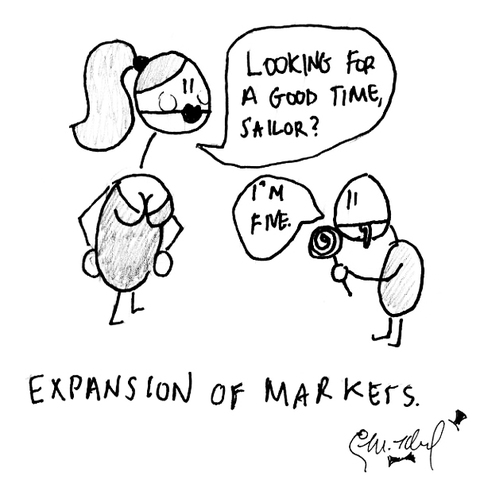 LOOKING FOR
A GOOD TIME,
SAILOR?
I'M
FIVE.
EXPANSION OF MARKETS.